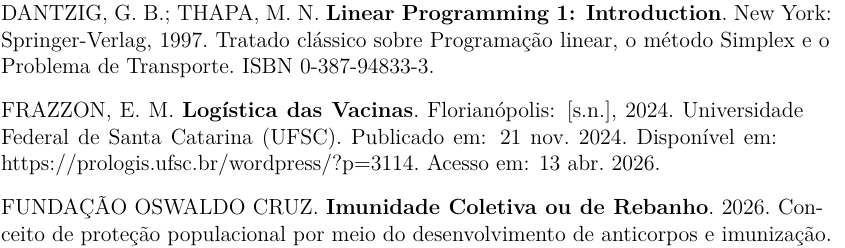 DANTZIG, G. B.; THAPA, M. N. Linear Programming 1: Introduction. New York:
Springer-Verlag, 1997. Tratado clássico sobre Programação linear, o método Simplex e o
Problema de Transporte. ISBN 0-387-94833-3.
FRAZZON, E. M. Logística das Vacinas. Florianópolis: [s.n.], 2024. Universidade
Federal de Santa Catarina (UFSC). Publicado em: 21 nov. 2024. Disponível em:
https://prologis.ufsc.br/wordpress/?p=3114. Acesso em: 13 abr. 2026.
FUNDAÇÃO OSWALDO CRUZ. Imunidade Coletiva ou de Rebanho. 2026. Con-
ceito de proteção populacional por meio do desenvolvimento de anticorpos e imunização.